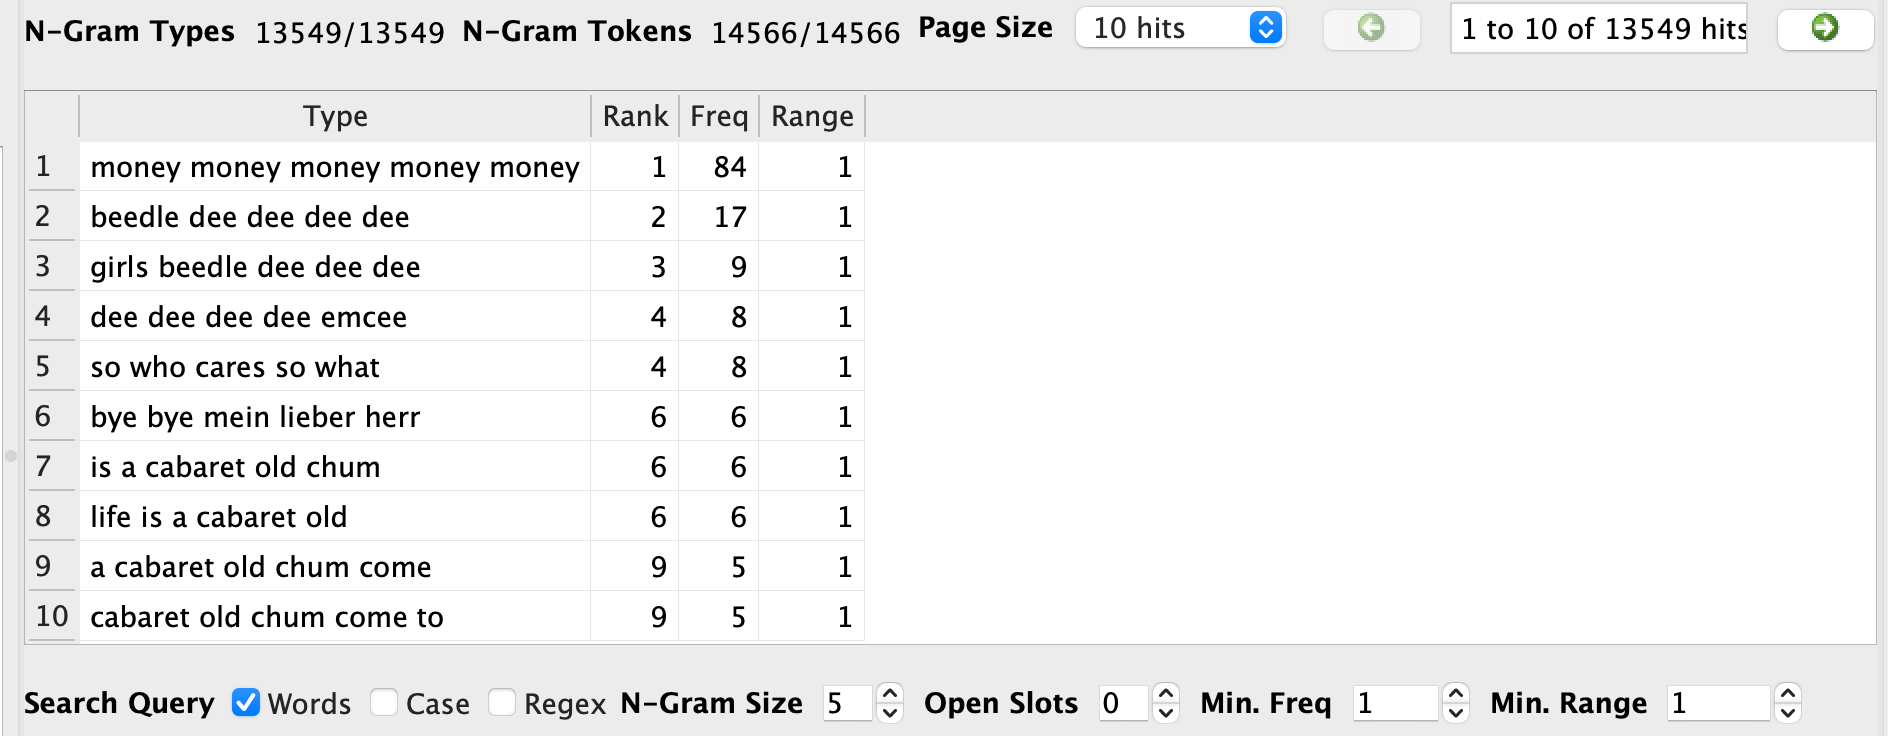 N-Gram Types 13549/13549 N-Gram Tokens 14566/14566 Page Size 10 hits 1 to 10 of 13549 hits
Type Rank Freq Range
1 money money money money money 1 84 1
2 beedle dee dee dee dee 2 17 1
3 girls beedle dee dee dee 3 9 1
4 dee dee dee dee emcee 4 8 1
5 so who cares so what 4 8 1
6 bye bye mein lieber herr 6 6 1
7 is a cabaret old chum 6 6 1
8 life is a cabaret old 6 6 1
9 a cabaret old chum come 9 5 1
10 cabaret old chum come to 9 5 1
Search Query Words Case Regex N-Gram Size 5 Open Slots 0 Min. Freq 1 Min. Range 1